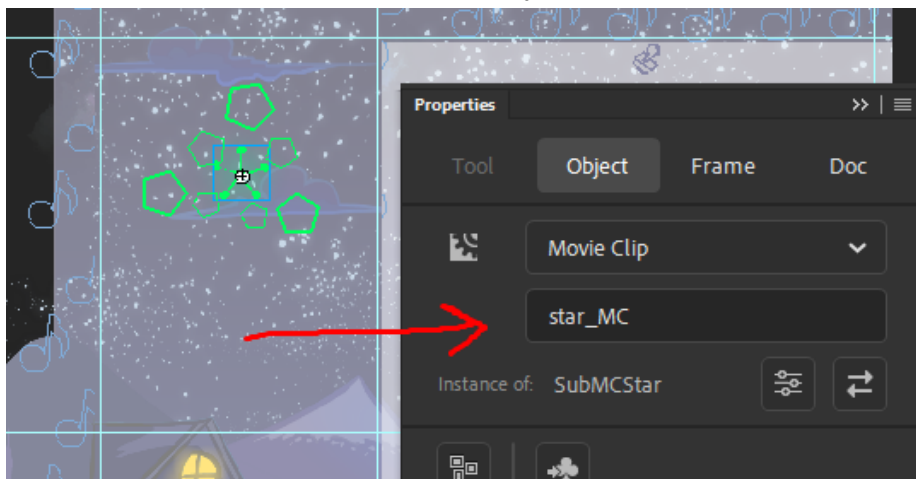 Properties
Tool Object Frame Doc
Movie Clip
star_MC
Instance of: SubMCStar